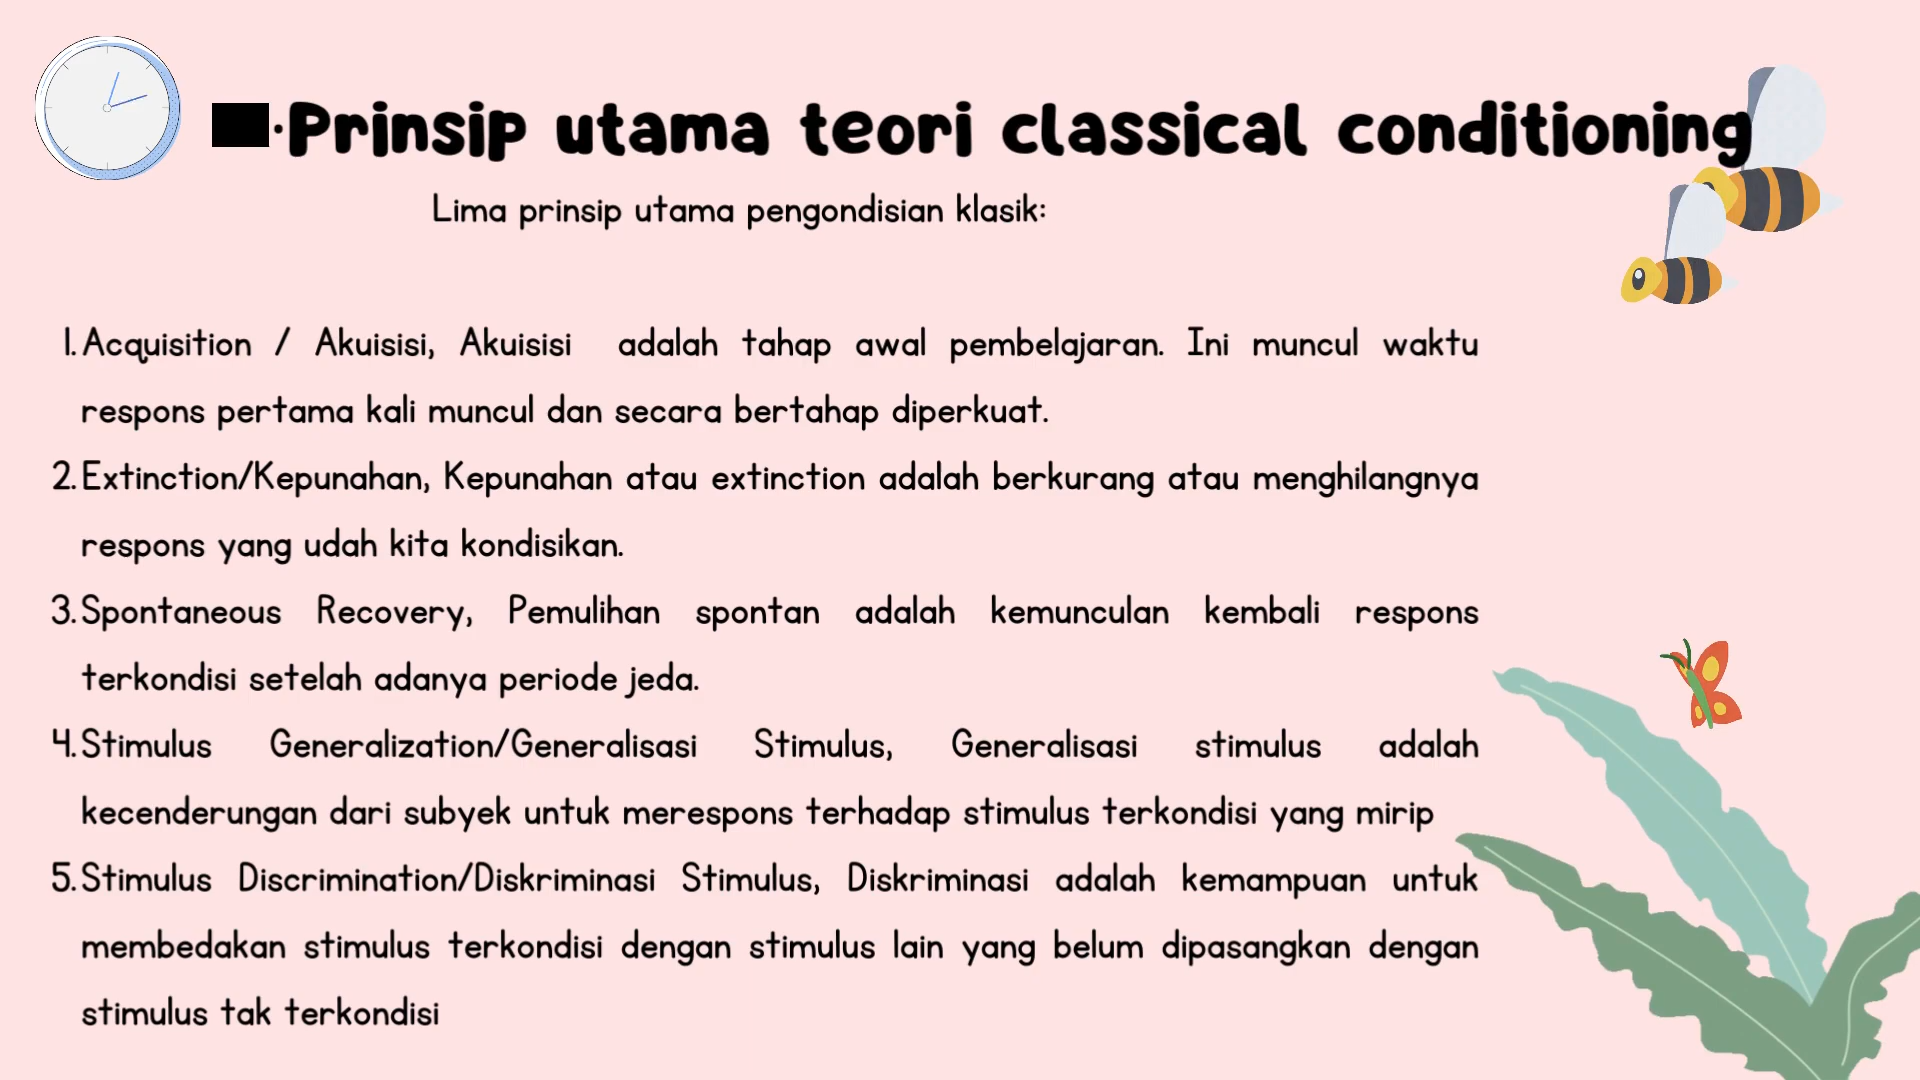 ·Prinsip utama teori classical conditioning
Lima prinsip utama pengondisian klasik:
1. Acquisition / Akuisisi, Akuisisi adalah tahap awal pembelajaran. Ini muncul waktu
respons pertama kali muncul dan secara bertahap diperkuat.
2. Extinction/Kepunahan, Kepunahan atau extinction adalah berkurang atau menghilangnya
respons yang udah kita kondisikan.
3. Spontaneous Recovery, Pemulihan spontan adalah kemunculan kembali respons
terkondisi setelah adanya periode jeda.
4. Stimulus Generalization/Generalisasi Stimulus, Generalisasi stimulus adalah
kecenderungan dari subyek untuk merespons terhadap stimulus terkondisi yang mirip
5. Stimulus Discrimination/Diskriminasi Stimulus, Diskriminasi adalah kemampuan untuk
membedakan stimulus terkondisi dengan stimulus lain yang belum dipasangkan dengan
stimulus tak terkondisi